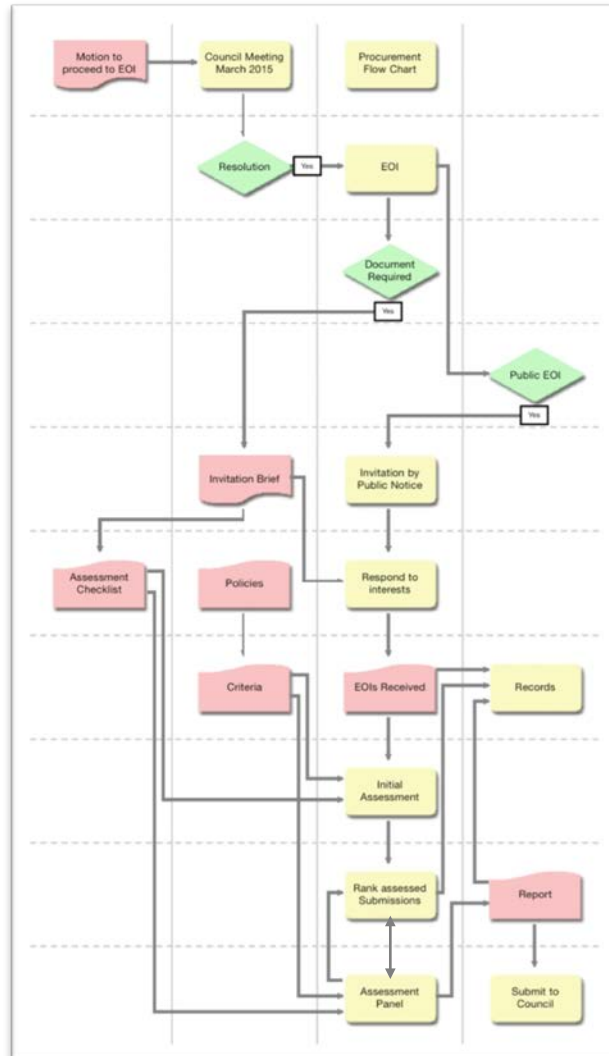 Motion to
proceed to EOI
Council Meeting
March 2015
Procurement
Flow Chart
Resolution
Yes
EOI
Document
Required
Yes
Public EOI
Yes
Invitation Brief
Invitation by
Public Notice
Assessment
Checklist
Policies
Respond to
interests
Criteria
EOIs Received
Records
Initial
Assessment
Rank assessed
Submissions
Report
Assessment
Panel
Submit to
Council